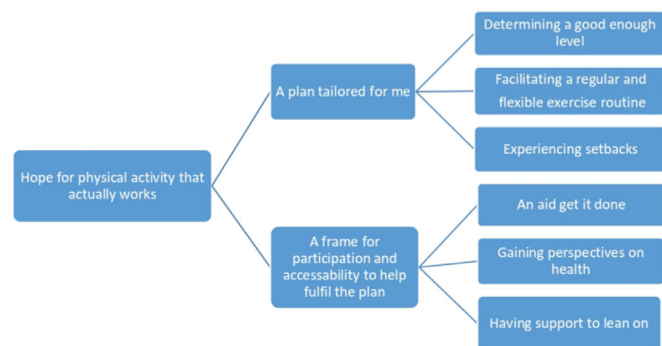 Hope for physical activity that
actually works
A plan tailored for me
A frame for
participation and
accessability to help
fulfil the plan
Determining a good enough
level
Facilitating a regular and
flexible exercise routine
Experiencing setbacks
An aid get it done
Gaining perspectives on
health
Having support to lean on